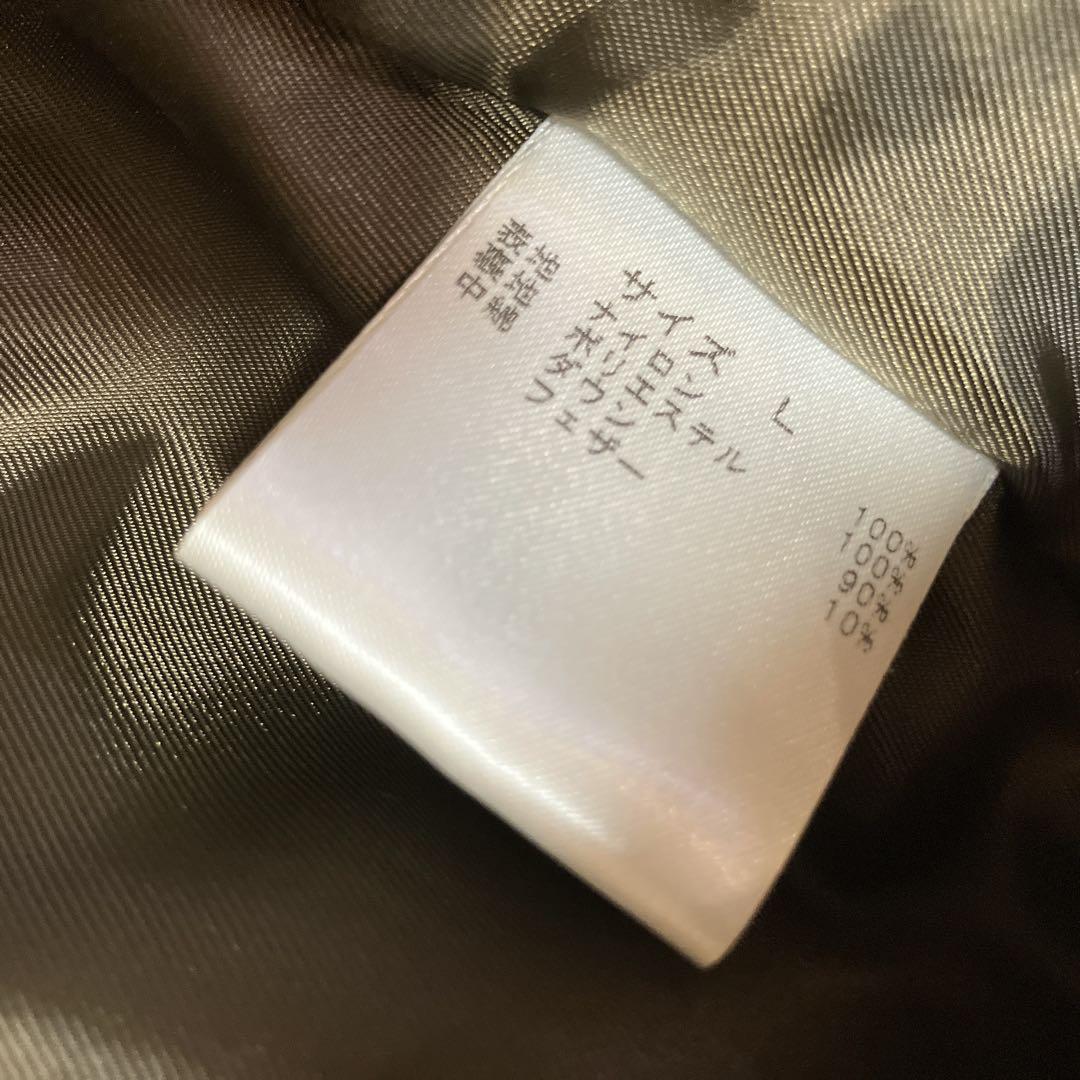 サイズ L
表地 ナイロン 100%
裏地 ポリエステル 100%
中綿 ダウン 90%
フェザー 10%